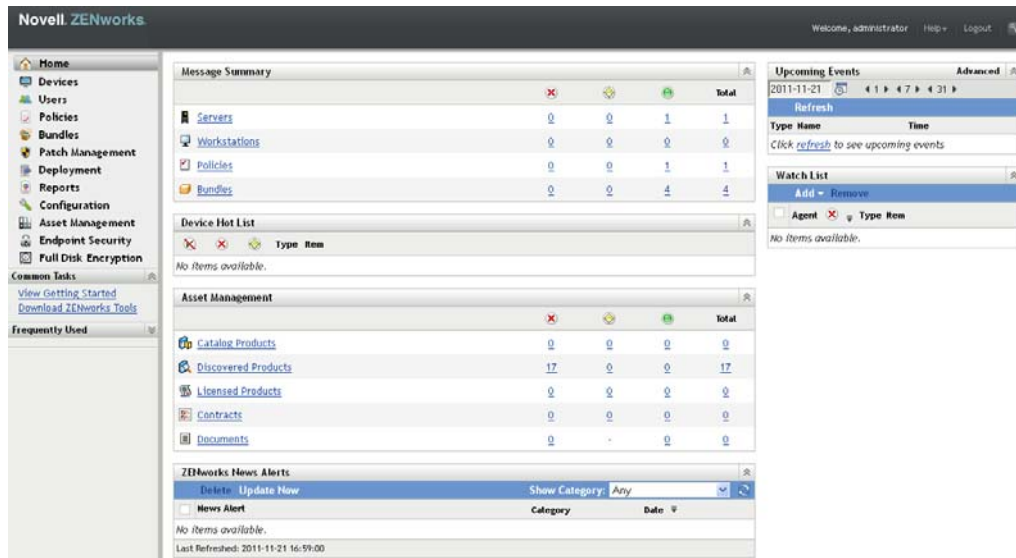 Novell ZENworks
Welcome, administrator Help Logout
Home
Devices
Users
Policies
Bundles
Patch Management
Deployment
Reports
Configuration
Asset Management
Endpoint Security
Full Disk Encryption
Common Tasks
View Getting Started
Download ZENworks Tools
Frequently Used
Message Summary
Total
Servers 0 0 1 1
Workstations 0 0 0 0
Policies 0 0 1 1
Bundles 0 0 4 4
Device Hot List
Type Item
No items available.
Asset Management
Total
Catalog Products 0 0 0 0
Discovered Products 17 0 0 17
Licensed Products 0 0 0 0
Contracts 0 0 0 0
Documents 0 - 0 0
ZENworks News Alerts
Delete Update Now Show Category: Any
News Alert Category Date
No items available.
Last Refreshed: 2011-11-21 16:59:00
Upcoming Events Advanced
2011-11-21 1 7 31
Refresh
Type Name Time
Click refresh to see upcoming events
Watch List
Add Remove
Agent Type Item
No items available.